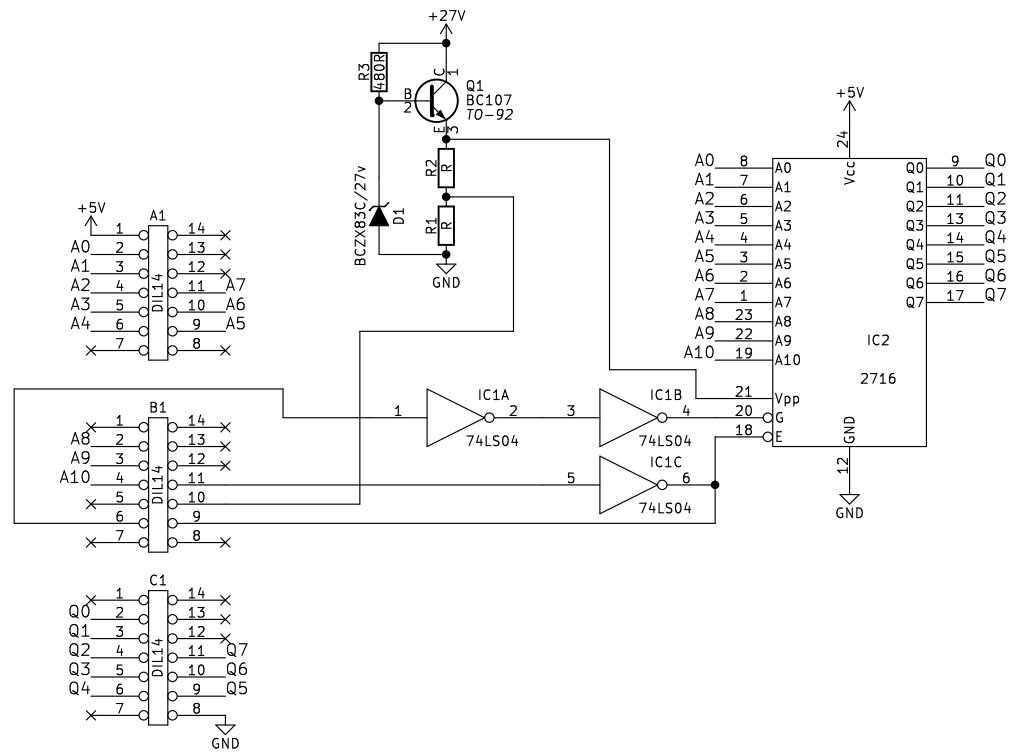 +27V
R3
480R
C
1
B
2
Q1
BC107
TO-92
E
3
R2
R
R1
R
BCZX83C/27v
D1
GND
+5V
A1
1
14
A0
2
13
A1
3
12
A2
4
11
A7
A3
5
10
A6
A4
6
9
A5
7
8
DIL14
B1
1
14
A8
2
13
A9
3
12
A10
4
11
5
10
6
9
7
8
DIL14
C1
1
14
Q0
2
13
Q1
3
12
Q2
4
11
Q7
Q3
5
10
Q6
Q4
6
9
Q5
7
8
DIL14
GND
1
IC1A
2
74LS04
3
IC1B
4
74LS04
5
IC1C
6
74LS04
+5V
24
Vcc
A0 8 A0
A1 7 A1
A2 6 A2
A3 5 A3
A4 4 A4
A5 3 A5
A6 2 A6
A7 1 A7
A8 23 A8
A9 22 A9
A10 19 A10
21 Vpp
20 G
18 E
Q0 9 Q0
Q1 10 Q1
Q2 11 Q2
Q3 13 Q3
Q4 14 Q4
Q5 15 Q5
Q6 16 Q6
Q7 17 Q7
IC2
2716
GND
12
GND